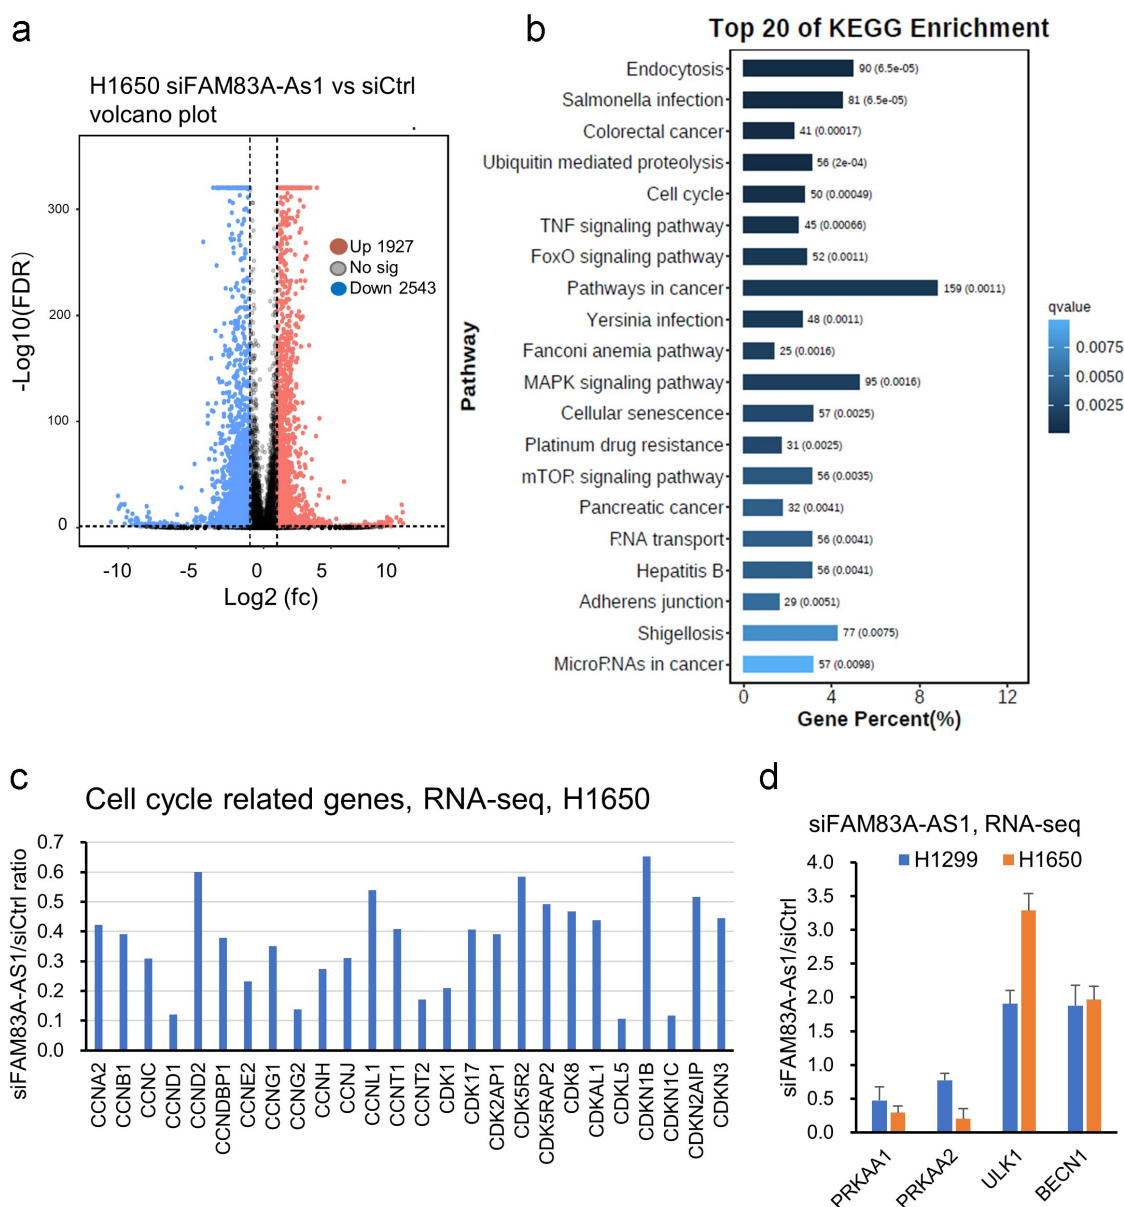 a
H1650 siFAM83A-As1 vs siCtrl
volcano plot
-Log10(FDR)
300
200
100
0
Up 1927
No sig
Down 2543
-10
-5
0
5
10
Log2 (fc)
b
Top 20 of KEGG Enrichment
Pathway
Endocytosis
90 (6.5e-05)
Salmonella infection
81 (6.5e-05)
Colorectal cancer
41 (0.00017)
Ubiquitin mediated proteolysis
56 (2e-04)
Cell cycle
50 (0.00049)
TNF signaling pathway
45 (0.00066)
FoxO signaling pathway
52 (0.0011)
Pathways in cancer
159 (0.0011)
Yersinia infection
48 (0.0011)
Fanconi anemia pathway
25 (0.0016)
MAPK signaling pathway
95 (0.0016)
Cellular senescence
57 (0.0025)
Platinum drug resistance
31 (0.0025)
mTOR signaling pathway
56 (0.0035)
Pancreatic cancer
32 (0.0041)
RNA transport
56 (0.0041)
Hepatitis B
56 (0.0041)
Adherens junction
29 (0.0051)
Shigellosis
77 (0.0075)
MicroRNAs in cancer
57 (0.0098)
0
4
8
12
Gene Percent(%)
qvalue
0.0075
0.0050
0.0025
c
Cell cycle related genes, RNA-seq, H1650
siFAM83A-AS1/siCtrl ratio
0.7
0.6
0.5
0.4
0.3
0.2
0.1
0.0
CCNA2
CCNB1
CCNC
CCND1
CCND2
CCNDBP1
CCNE2
CCNG1
CCNG2
CCNH
CCNJ
CCNL1
CCNT1
CCNT2
CDK1
CDK17
CDK2AP1
CDK5R2
CDK5RAP2
CDK8
CDKAL1
CDKL5
CDKN1B
CDKN1C
CDKN2AIP
CDKN3
d
siFAM83A-AS1, RNA-seq
H1299
H1650
siFAM83A-As1/siCtrl
4.0
3.5
3.0
2.5
2.0
1.5
1.0
0.5
0.0
PRKAA1
PRKAA2
ULK1
BECN1